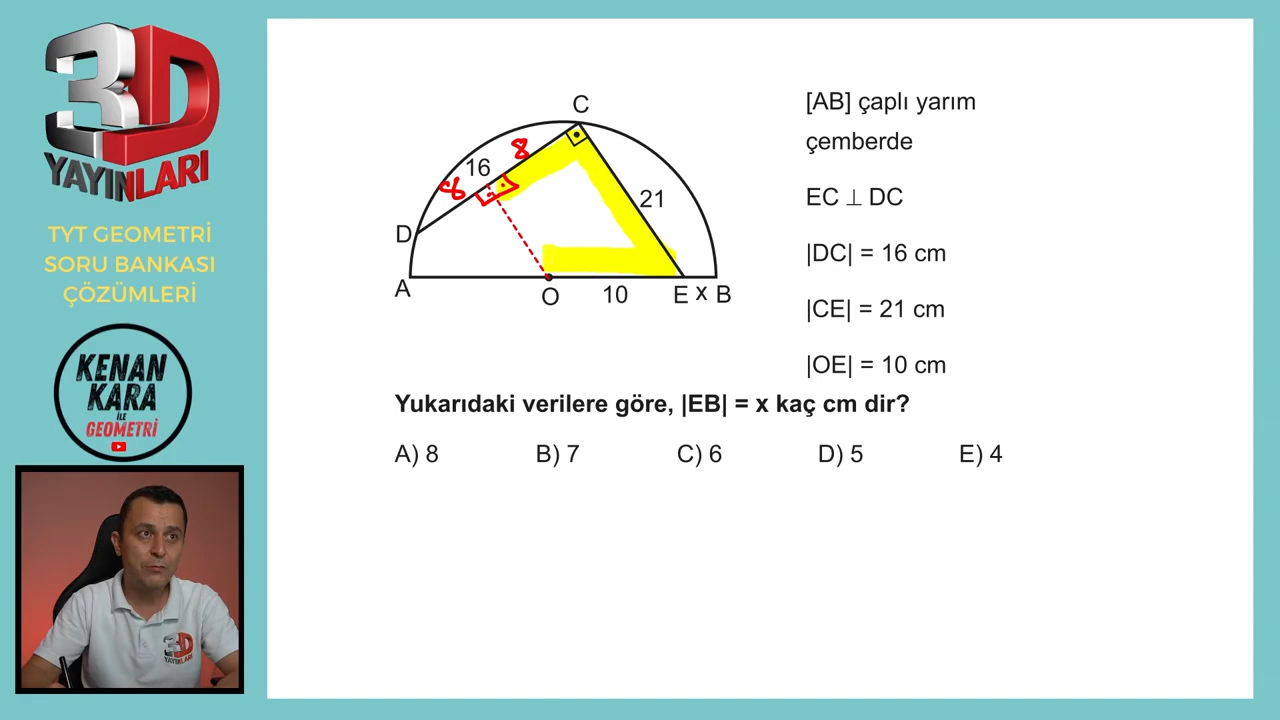 3D
YAYINLARI
TYT GEOMETRİ
SORU BANKASI
ÇÖZÜMLERİ
KENAN
KARA
İLE
GEOMETRİ
3D
YAYINLARI
C
8
16
8
21
D
A
O
10
E
x
B
[AB] çaplı yarım
çemberde
EC ⊥ DC
|DC| = 16 cm
|CE| = 21 cm
|OE| = 10 cm
Yukarıdaki verilere göre, |EB| = x kaç cm dir?
A) 8 B) 7 C) 6 D) 5 E) 4